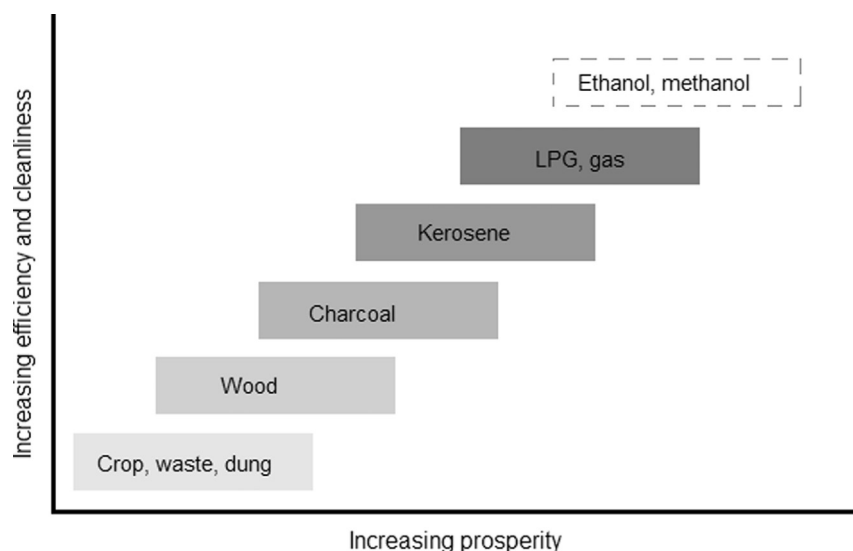 Increasing efficiency and cleanliness
Ethanol, methanol
LPG, gas
Kerosene
Charcoal
Wood
Crop, waste, dung
Increasing prosperity